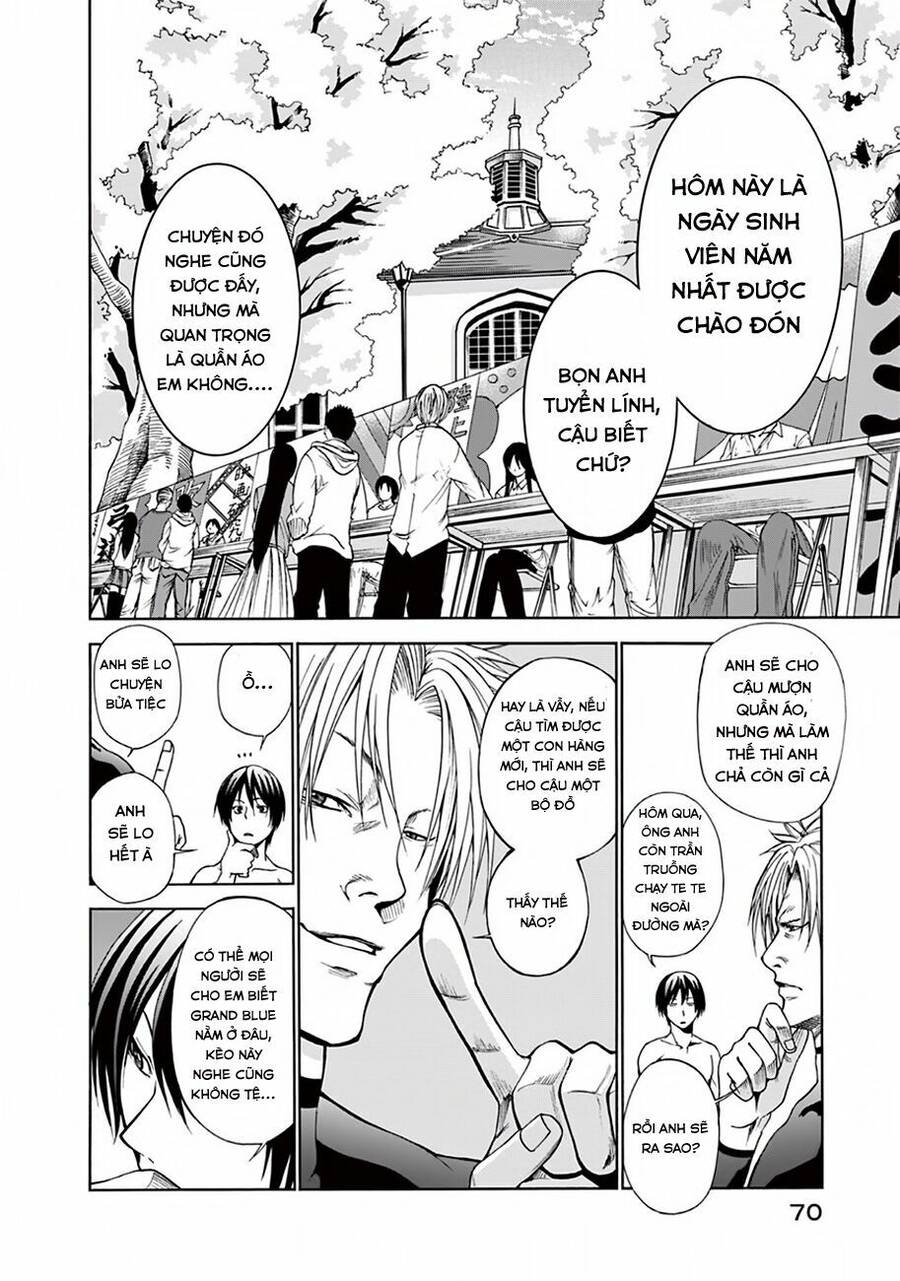 HÔM NÀY LÀ
NGÀY SINH
VIÊN NĂM
NHẤT ĐƯỢC
CHÀO ĐÓN
BỌN ANH
TUYỂN LÍNH,
CẬU BIẾT
CHỨ?
CHUYỆN ĐÓ
NGHE CŨNG
ĐƯỢC ĐẤY,
NHƯNG MÀ
QUAN TRỌNG
LÀ QUẦN ÁO
EM KHÔNG....
陸
上
ANH SẼ CHO
CẬU MƯỢN
QUẦN ÁO,
NHƯNG MÀ LÀM
THẾ THÌ ANH
CHẢ CÒN GÌ CẢ
HÔM QUA,
ÔNG ANH
CÒN TRẦN
TRUỒNG
CHẠY TE TE
NGOÀI
ĐƯỜNG MÀ?
RỒI ANH SẼ
RA SAO?
HAY LÀ VẦY, NẾU
CẬU TÌM ĐƯỢC
MỘT CON HÀNG
MỚI, THÌ ANH SẼ
CHO CẬU MỘT
BỘ ĐỒ
THẤY THẾ
NÀO?
Ồ...
ANH SẼ LO
CHUYỆN
BỮA TIỆC
ANH
SẼ LO
HẾT À
CÓ THỂ MỌI
NGƯỜI SẼ
CHO EM BIẾT
GRAND BLUE
NẰM Ở ĐÂU,
KÈO NÀY
NGHE CŨNG
KHÔNG TỆ...
70